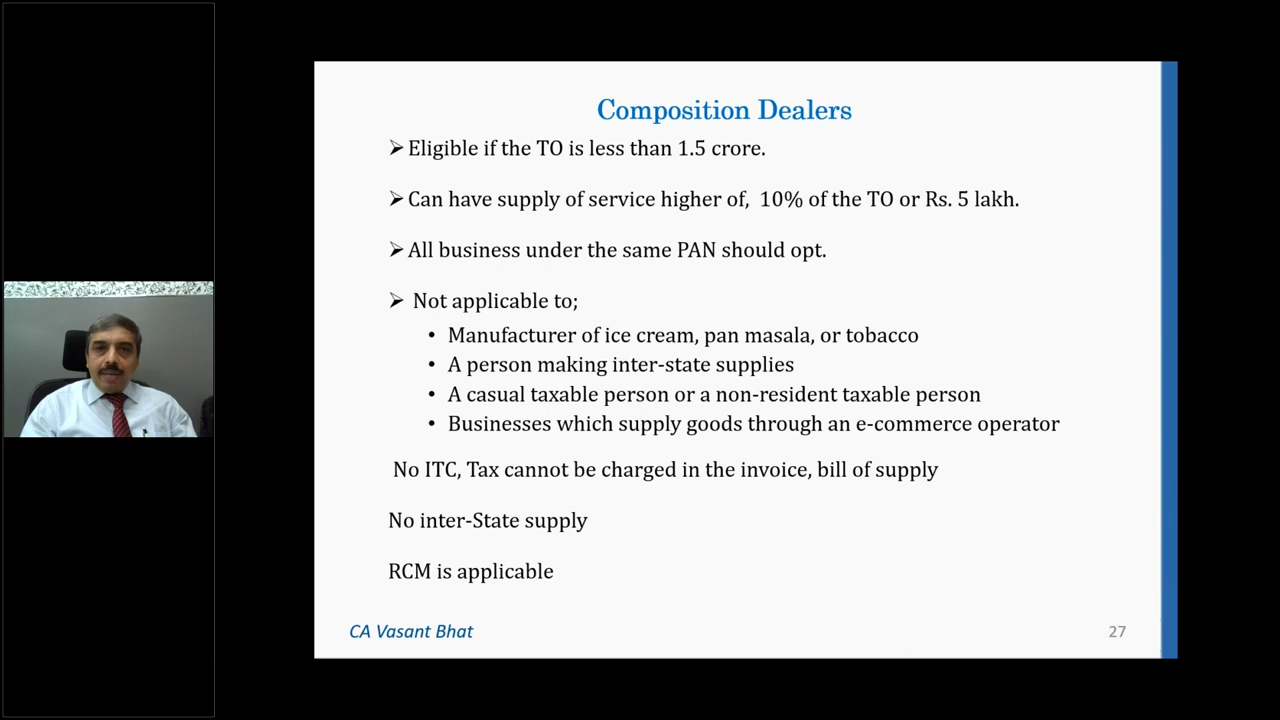 Composition Dealers
➢ Eligible if the TO is less than 1.5 crore.
➢ Can have supply of service higher of,  10% of the TO or Rs. 5 lakh.
➢ All business under the same PAN should opt.
➢ Not applicable to;
• Manufacturer of ice cream, pan masala, or tobacco
• A person making inter-state supplies
• A casual taxable person or a non-resident taxable person
• Businesses which supply goods through an e-commerce operator
No ITC, Tax cannot be charged in the invoice, bill of supply
No inter-State supply
RCM is applicable
CA Vasant Bhat
27